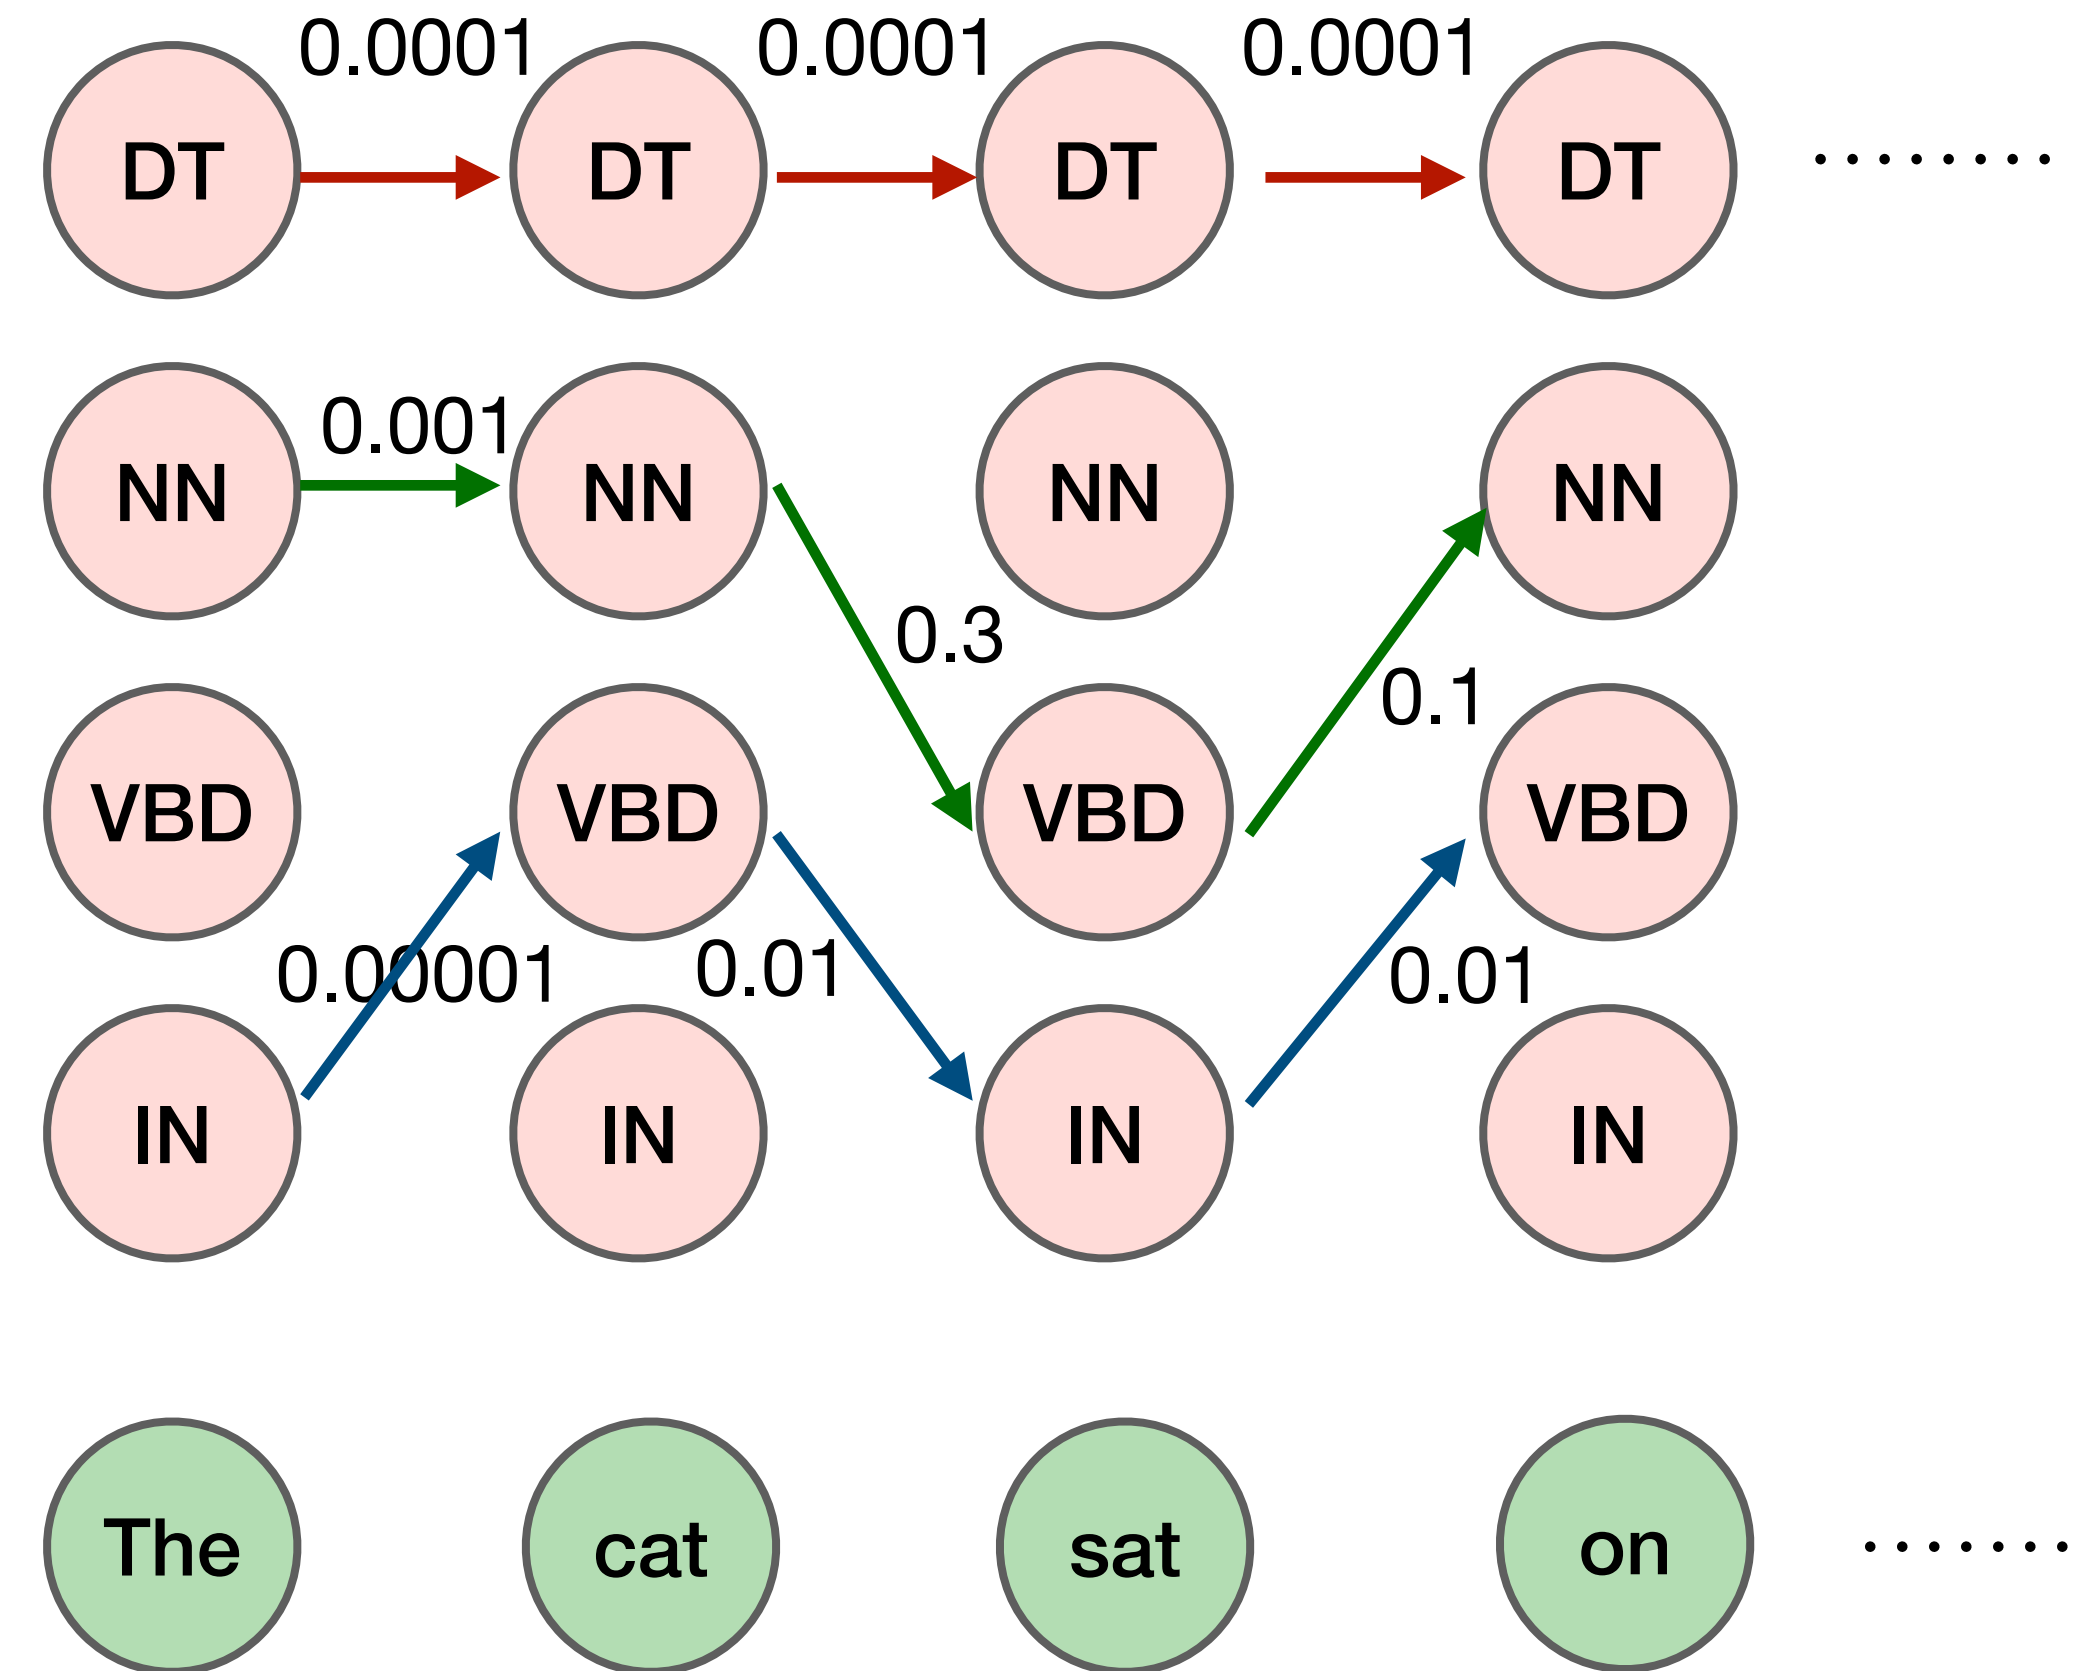 0.0001 0.0001 0.0001
DT DT DT DT ........
0.001
NN NN NN NN
0.3
0.1
VBD VBD VBD VBD
0.00001 0.01 0.01
IN IN IN IN
The cat sat on .......